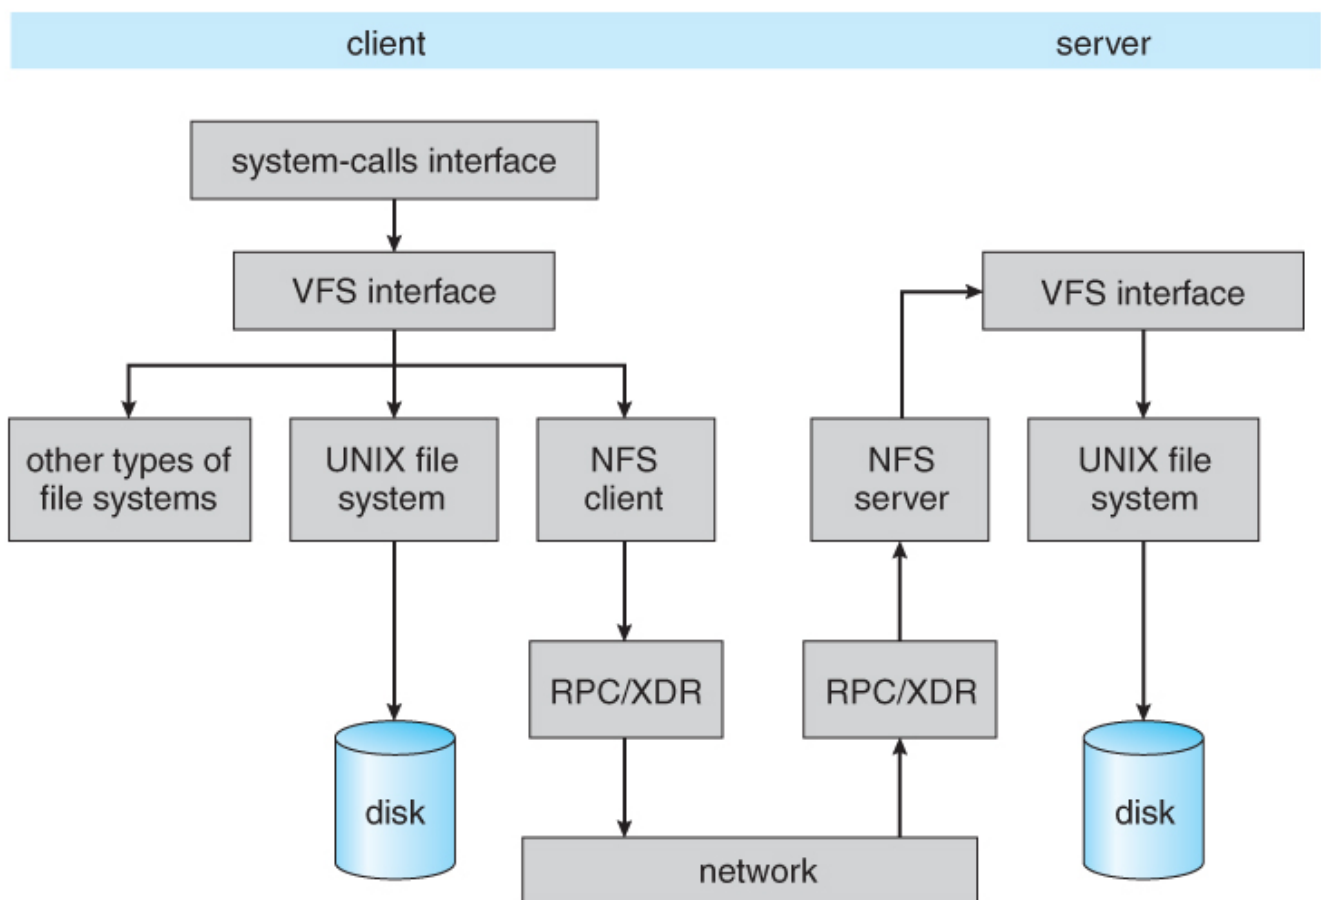 client
server
system-calls interface
VFS interface
VFS interface
other types of
file systems
UNIX file
system
NFS
client
NFS
server
UNIX file
system
RPC/XDR
RPC/XDR
disk
disk
network